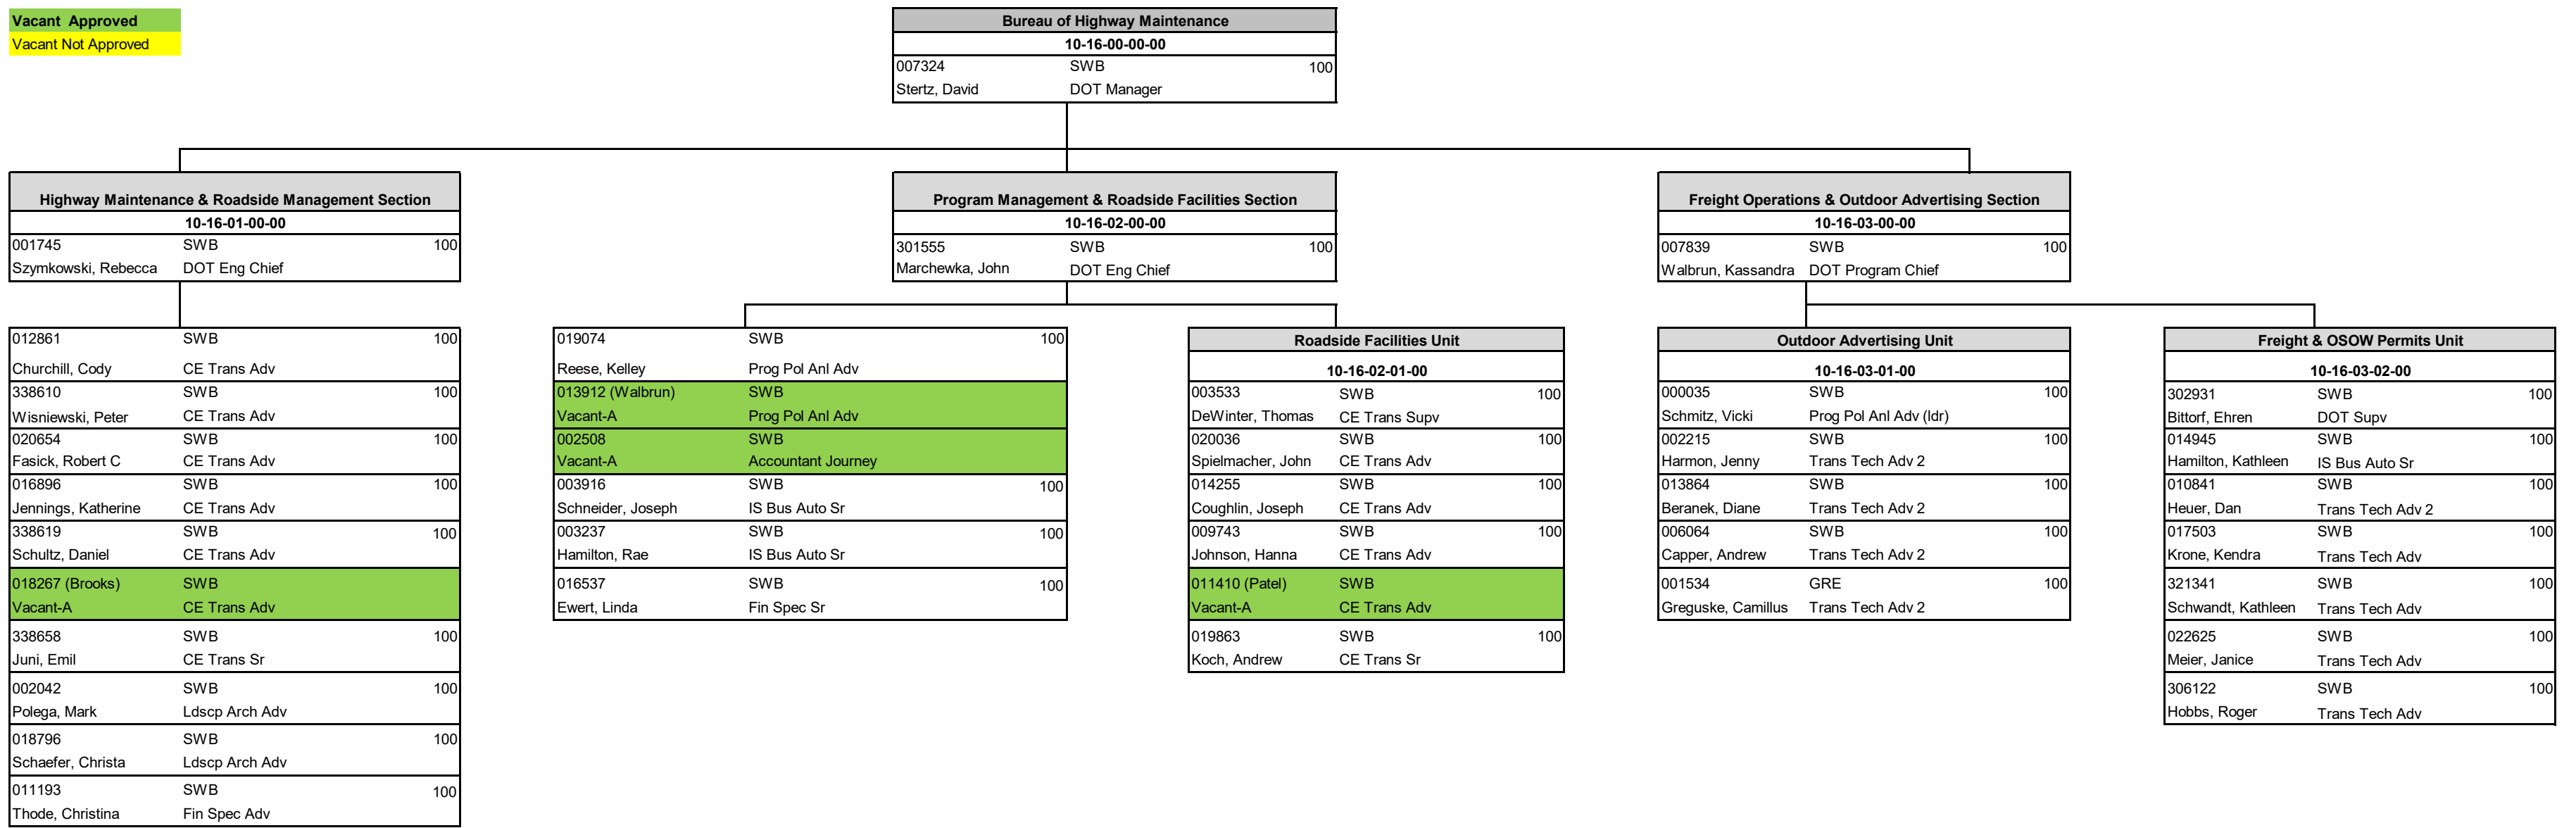 Vacant  Approved
Vacant Not Approved
Bureau of Highway Maintenance
10-16-00-00-00
007324 SWB 100
Stertz, David DOT Manager
Highway Maintenance & Roadside Management Section
10-16-01-00-00
001745 SWB 100
Szymkowski, Rebecca DOT Eng Chief
012861 SWB 100
Churchill, Cody CE Trans Adv
338610 SWB 100
Wisniewski, Peter CE Trans Adv
020654 SWB 100
Fasick, Robert C CE Trans Adv
016896 SWB 100
Jennings, Katherine CE Trans Adv
338619 SWB 100
Schultz, Daniel CE Trans Adv
018267 (Brooks) SWB
Vacant-A CE Trans Adv
338658 SWB 100
Juni, Emil CE Trans Sr
002042 SWB 100
Polega, Mark Ldscp Arch Adv
018796 SWB 100
Schaefer, Christa Ldscp Arch Adv
011193 SWB 100
Thode, Christina Fin Spec Adv
Program Management & Roadside Facilities Section
10-16-02-00-00
301555 SWB 100
Marchewka, John DOT Eng Chief
019074 SWB 100
Reese, Kelley Prog Pol Anl Adv
013912 (Walbrun) SWB
Vacant-A Prog Pol Anl Adv
002508 SWB
Vacant-A Accountant Journey
003916 SWB 100
Schneider, Joseph IS Bus Auto Sr
003237 SWB 100
Hamilton, Rae IS Bus Auto Sr
016537 SWB 100
Ewert, Linda Fin Spec Sr
Roadside Facilities Unit
10-16-02-01-00
003533 SWB 100
DeWinter, Thomas CE Trans Supv
020036 SWB 100
Spielmacher, John CE Trans Adv
014255 SWB 100
Coughlin, Joseph CE Trans Adv
009743 SWB 100
Johnson, Hanna CE Trans Adv
011410 (Patel) SWB
Vacant-A CE Trans Adv
019863 SWB 100
Koch, Andrew CE Trans Sr
Freight Operations & Outdoor Advertising Section
10-16-03-00-00
007839 SWB 100
Walbrun, Kassandra DOT Program Chief
Outdoor Advertising Unit
10-16-03-01-00
000035 SWB 100
Schmitz, Vicki Prog Pol Anl Adv (ldr)
002215 SWB 100
Harmon, Jenny Trans Tech Adv 2
013864 SWB 100
Beranek, Diane Trans Tech Adv 2
006064 SWB 100
Capper, Andrew Trans Tech Adv 2
001534 GRE 100
Greguske, Camillus Trans Tech Adv 2
Freight & OSOW Permits Unit
10-16-03-02-00
302931 SWB 100
Bittorf, Ehren DOT Supv
014945 SWB 100
Hamilton, Kathleen IS Bus Auto Sr
010841 SWB 100
Heuer, Dan Trans Tech Adv 2
017503 SWB 100
Krone, Kendra Trans Tech Adv
321341 SWB 100
Schwandt, Kathleen Trans Tech Adv
022625 SWB 100
Meier, Janice Trans Tech Adv
306122 SWB 100
Hobbs, Roger Trans Tech Adv